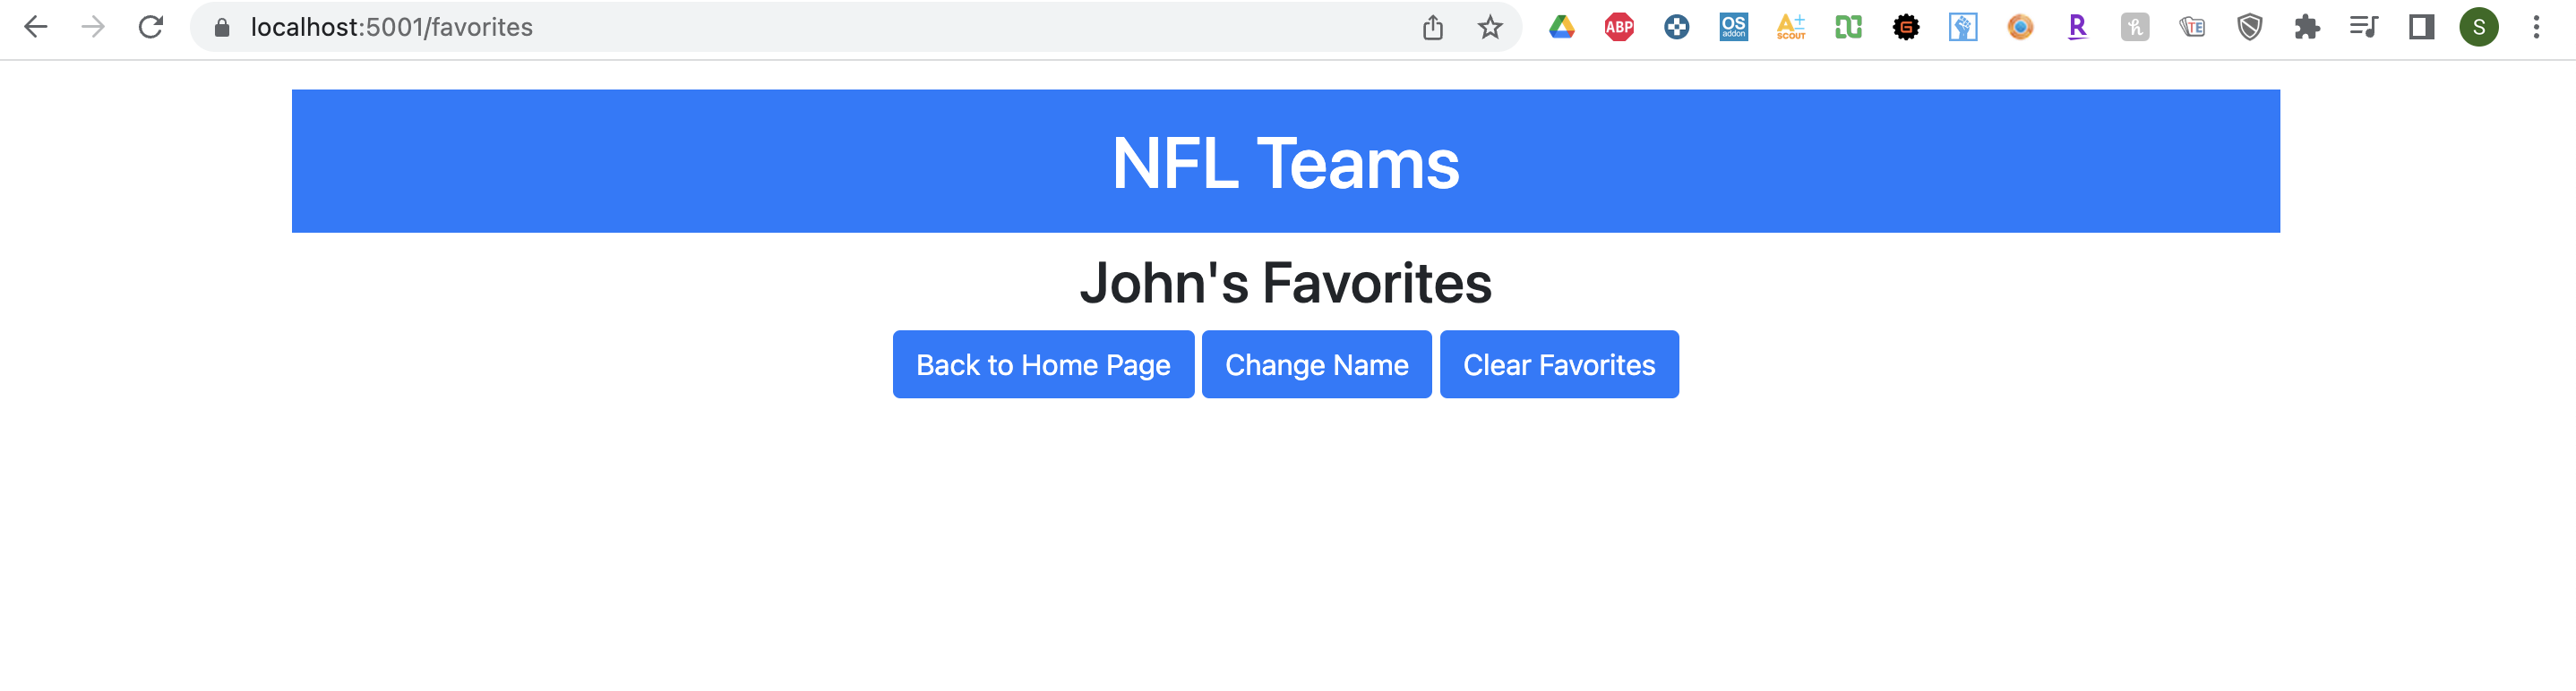 localhost:5001/favorites
ABP
OS
addon
A±
SCOUT
G
R
h
TE
S
NFL Teams
John's Favorites
Back to Home Page Change Name Clear Favorites